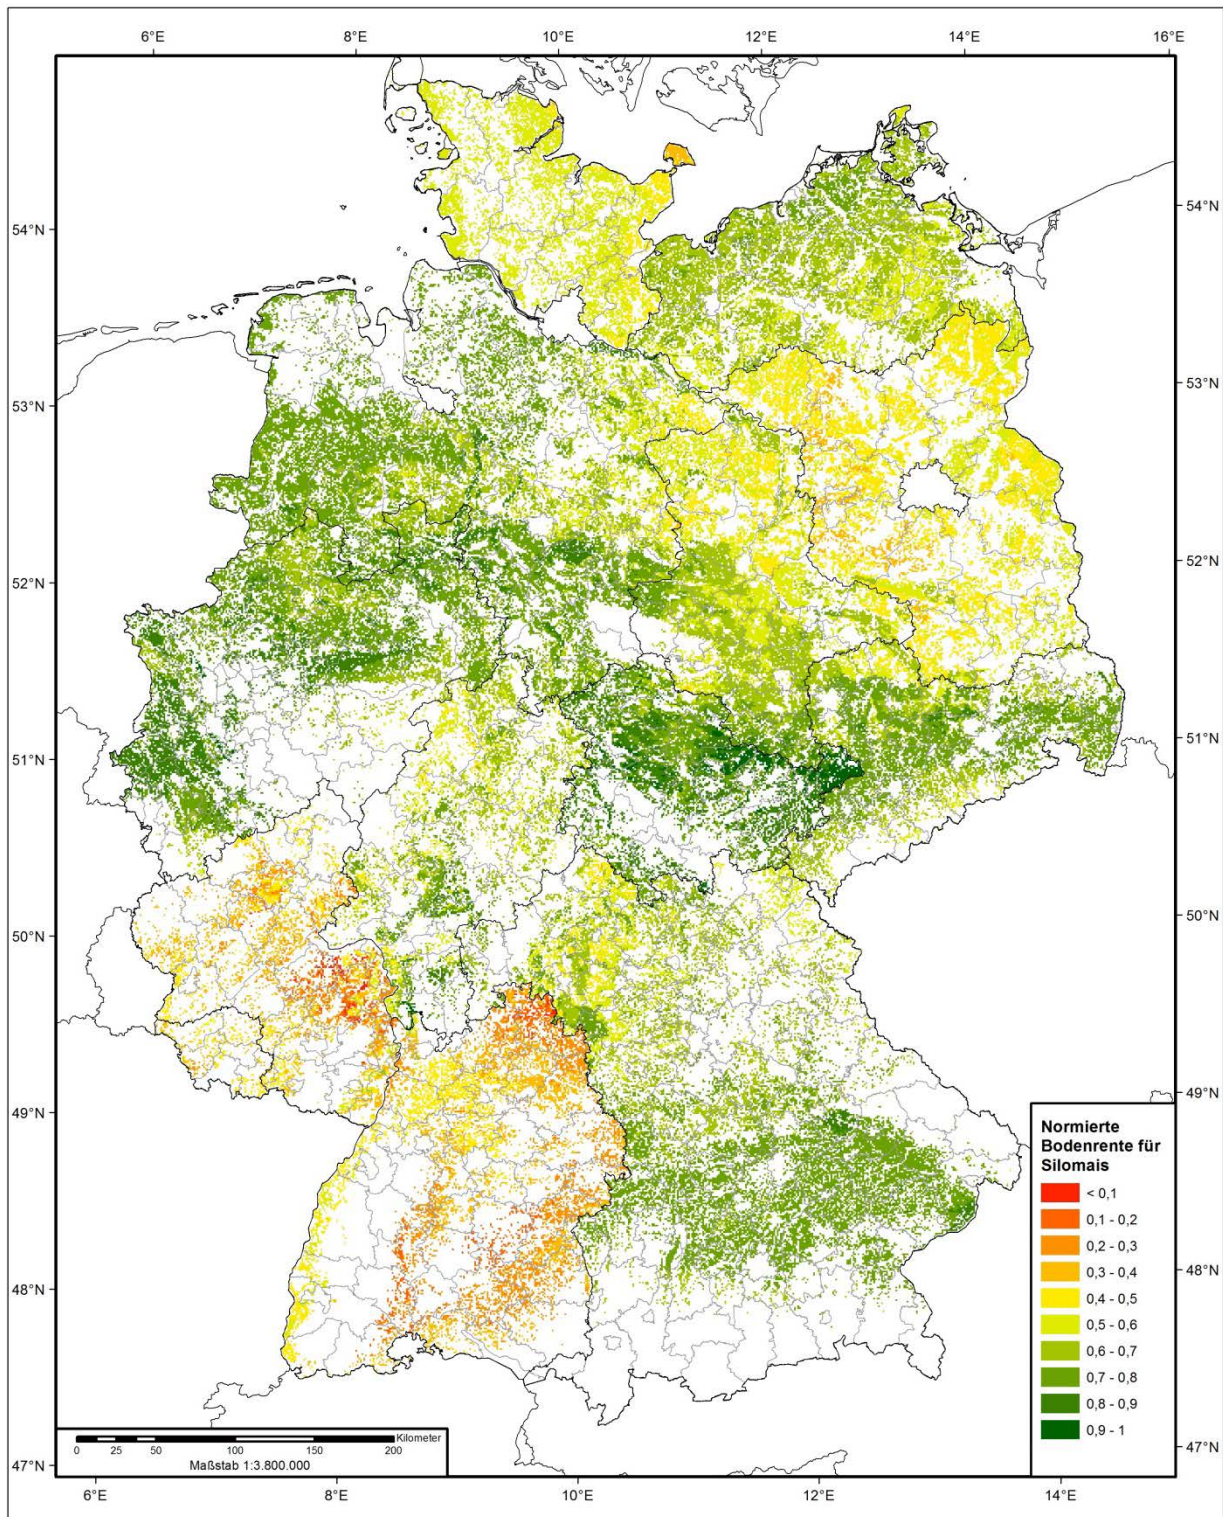 6°E 8°E 10°E 12°E 14°E 16°E
54°N 54°N
53°N 53°N
52°N 52°N
51°N 51°N
50°N 50°N
49°N 49°N
48°N 48°N
47°N 47°N
Normierte
Bodenrente für
Silomais
< 0,1
0,1 - 0,2
0,2 - 0,3
0,3 - 0,4
0,4 - 0,5
0,5 - 0,6
0,6 - 0,7
0,7 - 0,8
0,8 - 0,9
0,9 - 1
Kilometer
0 25 50 100 150 200
Maßstab 1:3.800.000
6°E 8°E 10°E 12°E 14°E